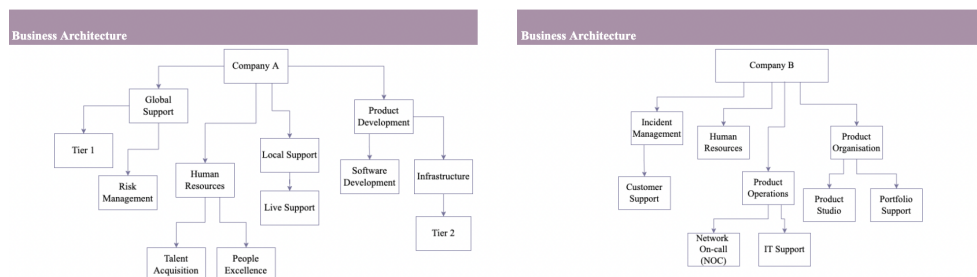 Business Architecture
Company A
Global
Support
Product
Development
Tier 1
Local Support
Risk
Management
Human
Resources
Software
Development
Infrastructure
Live Support
Tier 2
Talent
Acquisition
People
Excellence
Business Architecture
Company B
Incident
Management
Human
Resources
Product
Organisation
Customer
Support
Product
Operations
Product
Studio
Portfolio
Support
Network
On-call
(NOC)
IT Support